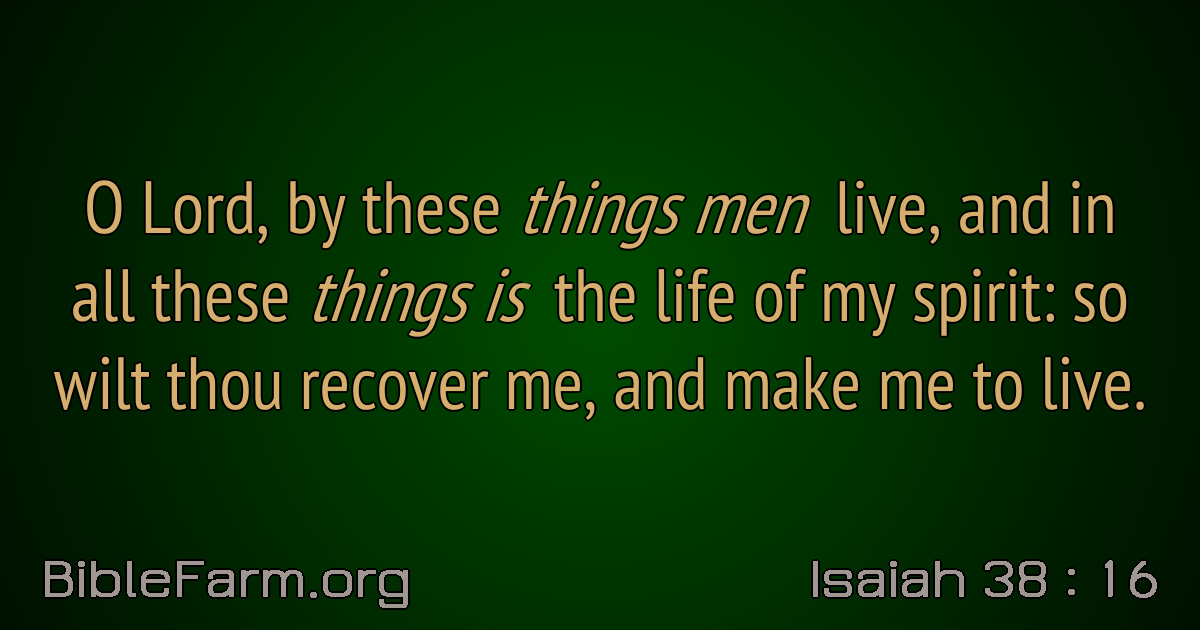 O Lord, by these things men live, and in
all these things is the life of my spirit: so
wilt thou recover me, and make me to live.
BibleFarm.org
Isaiah 38 : 16